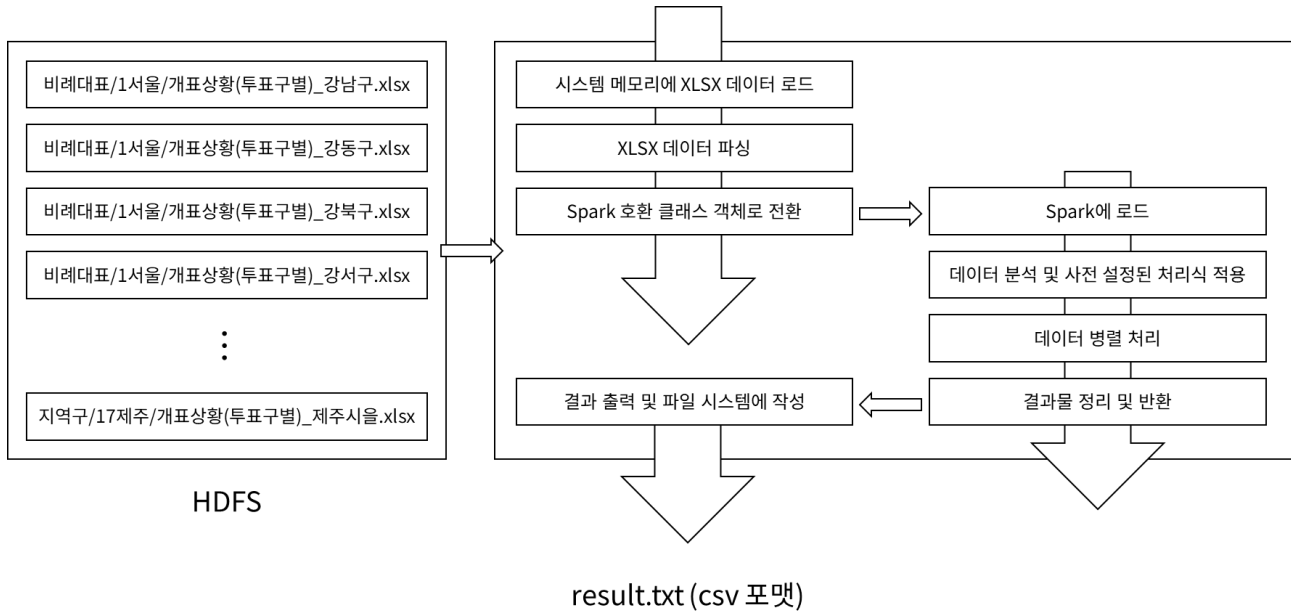 비례대표/1서울/개표상황(투표구별)_강남구.xlsx
비례대표/1서울/개표상황(투표구별)_강동구.xlsx
비례대표/1서울/개표상황(투표구별)_강북구.xlsx
비례대표/1서울/개표상황(투표구별)_강서구.xlsx
지역구/17제주/개표상황(투표구별)_제주시을.xlsx
HDFS
시스템 메모리에 XLSX 데이터 로드
XLSX 데이터 파싱
Spark 호환 클래스 객체로 전환
Spark에 로드
데이터 분석 및 사전 설정된 처리식 적용
데이터 병렬 처리
결과물 정리 및 반환
결과 출력 및 파일 시스템에 작성
result.txt (csv 포맷)